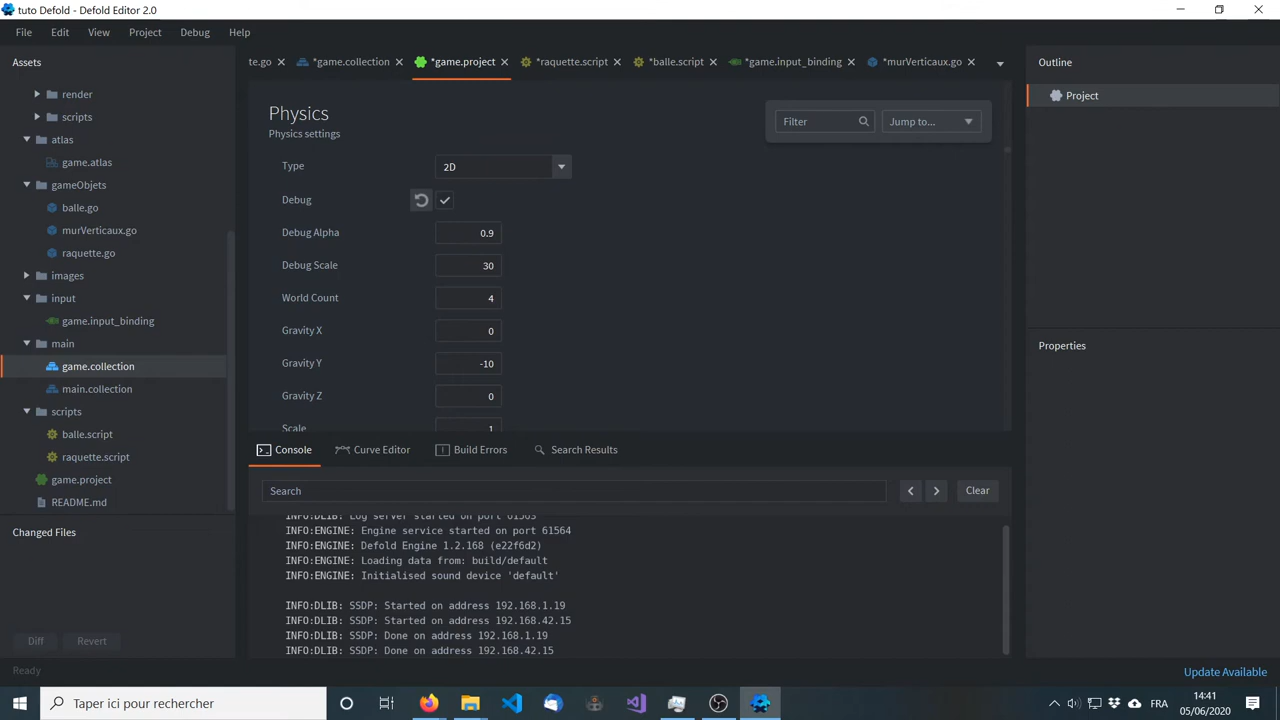 tuto Defold - Defold Editor 2.0
File Edit View Project Debug Help
Assets
render
scripts
atlas
game.atlas
gameObjets
balle.go
murVerticaux.go
raquette.go
images
input
game.input_binding
main
game.collection
main.collection
scripts
balle.script
raquette.script
game.project
README.md
Changed Files
Diff Revert
Ready
te.go *game.collection *game.project *raquette.script *balle.script *game.input_binding *murVerticaux.go
Physics
Physics settings
Filter Jump to...
Type 2D
Debug
Debug Alpha 0.9
Debug Scale 30
World Count 4
Gravity X 0
Gravity Y -10
Gravity Z 0
Scale 1
Console Curve Editor Build Errors Search Results
Search Clear
INFO:DLIB: Log server started on port 61563
INFO:ENGINE: Engine service started on port 61564
INFO:ENGINE: Defold Engine 1.2.168 (e22f6d2)
INFO:ENGINE: Loading data from: build/default
INFO:ENGINE: Initialised sound device 'default'
INFO:DLIB: SSDP: Started on address 192.168.1.19
INFO:DLIB: SSDP: Started on address 192.168.42.15
INFO:DLIB: SSDP: Done on address 192.168.1.19
INFO:DLIB: SSDP: Done on address 192.168.42.15
Outline
Project
Properties
Update Available
Taper ici pour rechercher
FRA
14:41
05/06/2020